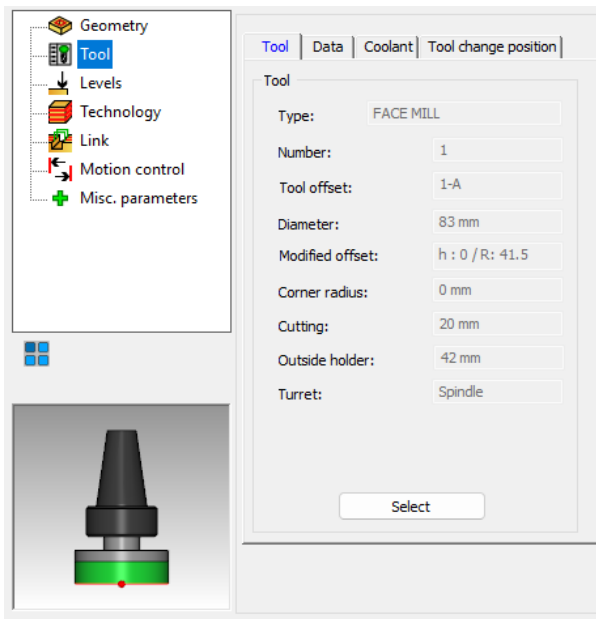 Geometry
Tool
Levels
Technology
Link
Motion control
Misc. parameters
Tool Data Coolant Tool change position
Tool
Type: FACE MILL
Number: 1
Tool offset: 1-A
Diameter: 83 mm
Modified offset: h : 0 / R: 41.5
Corner radius: 0 mm
Cutting: 20 mm
Outside holder: 42 mm
Turret: Spindle
Select